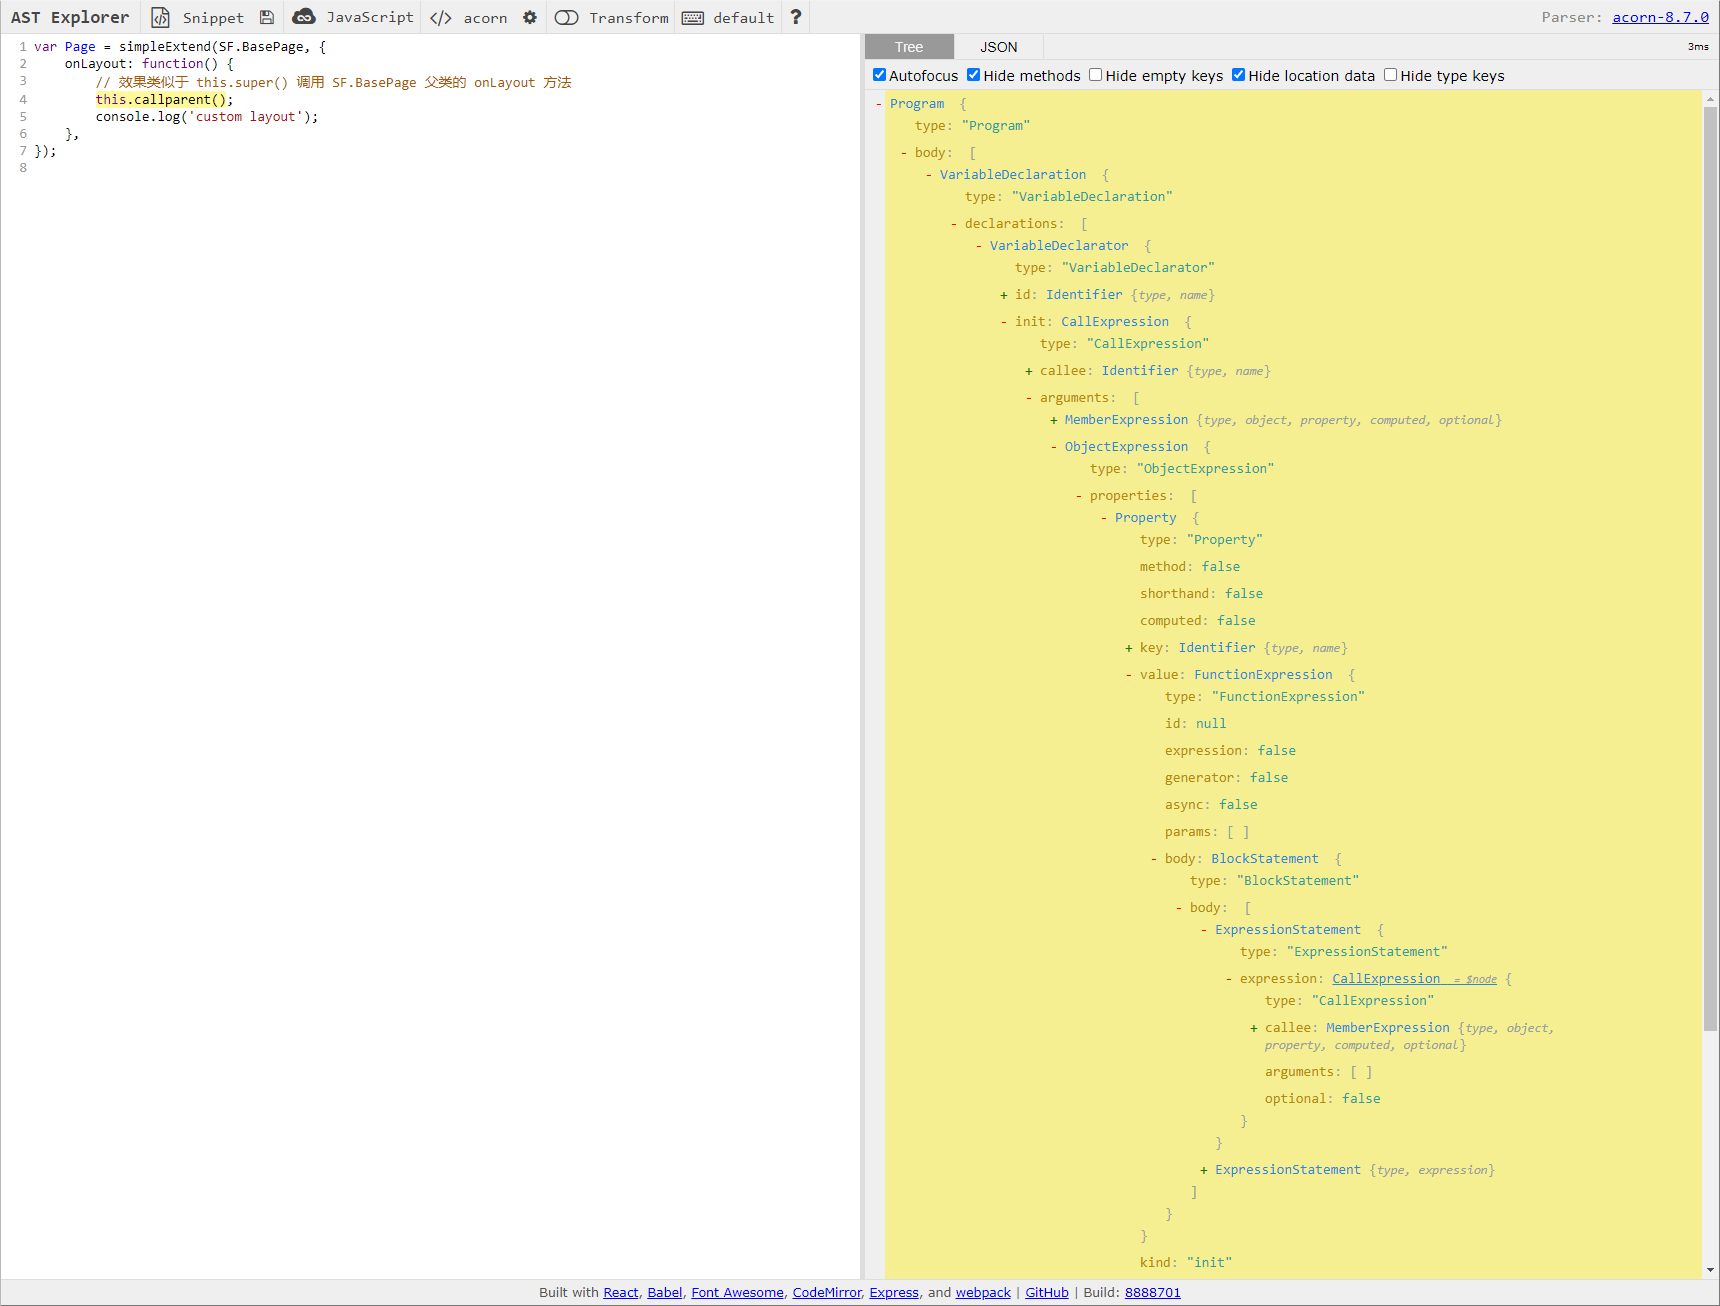 AST Explorer Snippet JavaScript </> acorn Transform default ? Parser: acorn-8.7.0
1 var Page = simpleExtend(SF.BasePage, {
2 onLayout: function() {
3 // 效果类似于 this.super() 调用 SF.BasePage 父类的 onLayout 方法
4 this.callparent();
5 console.log('custom layout');
6 },
7 });
8
Tree JSON 3ms
Autofocus Hide methods Hide empty keys Hide location data Hide type keys
- Program {
type: "Program"
- body: [
- VariableDeclaration {
type: "VariableDeclaration"
- declarations: [
- VariableDeclarator {
type: "VariableDeclarator"
+ id: Identifier {type, name}
- init: CallExpression {
type: "CallExpression"
+ callee: Identifier {type, name}
- arguments: [
+ MemberExpression {type, object, property, computed, optional}
- ObjectExpression {
type: "ObjectExpression"
- properties: [
- Property {
type: "Property"
method: false
shorthand: false
computed: false
+ key: Identifier {type, name}
- value: FunctionExpression {
type: "FunctionExpression"
id: null
expression: false
generator: false
async: false
params: [ ]
- body: BlockStatement {
type: "BlockStatement"
- body: [
- ExpressionStatement {
type: "ExpressionStatement"
- expression: CallExpression = $node {
type: "CallExpression"
+ callee: MemberExpression {type, object,
property, computed, optional}
arguments: [ ]
optional: false
}
}
+ ExpressionStatement {type, expression}
]
}
}
kind: "init"
Built with React, Babel, Font Awesome, CodeMirror, Express, and webpack | GitHub | Build: 8888701